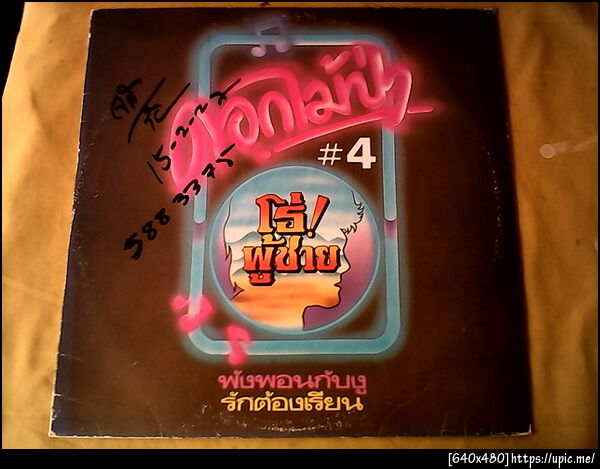 ดอกไม้ป่า
#4
15-2-22
588 3375
โธ่!
ผู้ชาย
พังพอนกับงู
รักต้องเรียน
[640x480]https://upic.me/